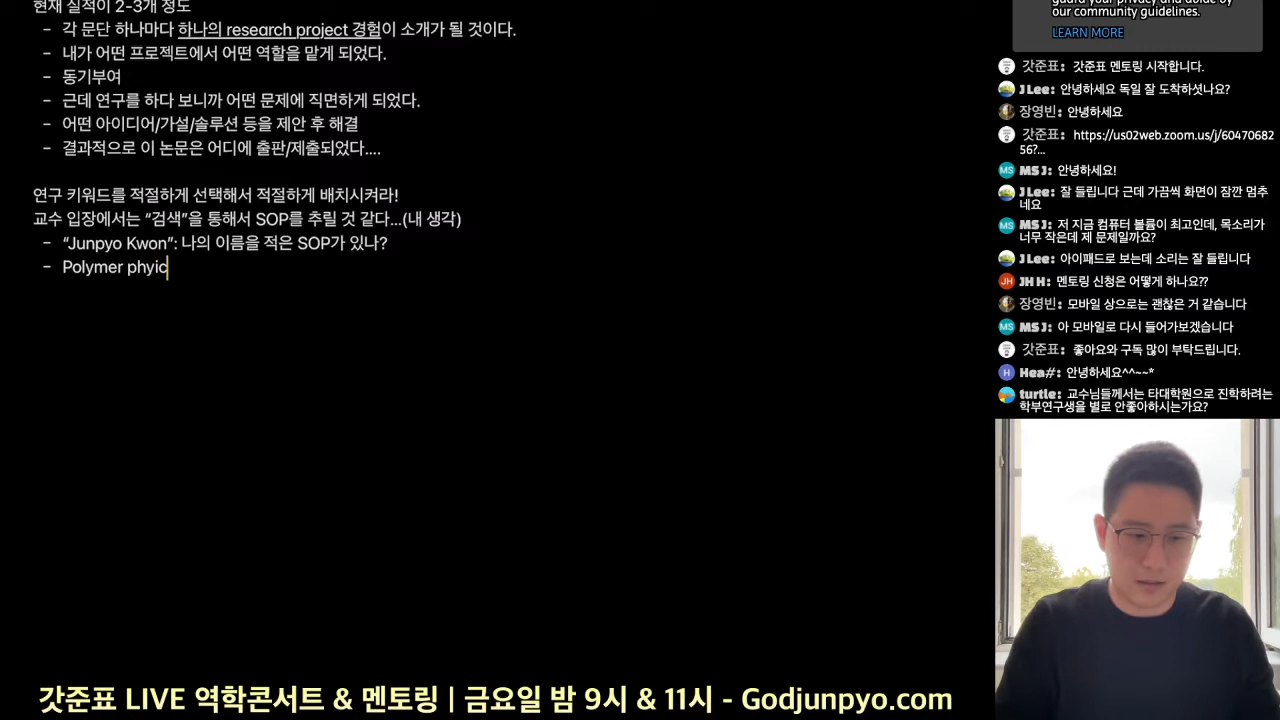 현재 실적이 2-3개 정도
- 각 문단 하나마다 하나의 research project 경험이 소개가 될 것이다.
- 내가 어떤 프로젝트에서 어떤 역할을 맡게 되었다.
- 동기부여
- 근데 연구를 하다 보니까 어떤 문제에 직면하게 되었다.
- 어떤 아이디어/가설/솔루션 등을 제안 후 해결
- 결과적으로 이 논문은 어디에 출판/제출되었다....
연구 키워드를 적절하게 선택해서 적절하게 배치시켜라!
교수 입장에서는 “검색”을 통해서 SOP를 추릴 것 같다...(내 생각)
- “Junpyo Kwon”: 나의 이름을 적은 SOP가 있나?
- Polymer phyic
guard your privacy and abide by
our community guidelines.
LEARN MORE
갓준표: 갓준표 멘토링 시작합니다.
J Lee: 안녕하세요 독일 잘 도착하셧나요?
장영빈: 안녕하세요
갓준표: https://us02web.zoom.us/j/60470682
56?...
MS J: 안녕하세요!
J Lee: 잘 들립니다 근데 가끔씩 화면이 잠깐 멈추
네요
MS J: 저 지금 컴퓨터 볼륨이 최고인데, 목소리가
너무 작은데 제 문제일까요?
J Lee: 아이패드로 보는데 소리는 잘 들립니다
JH H: 멘토링 신청은 어떻게 하나요??
장영빈: 모바일 상으로는 괜찮은 거 같습니다
MS J: 아 모바일로 다시 들어가보겠습니다
갓준표: 좋아요와 구독 많이 부탁드립니다.
Hea#: 안녕하세요^^~~*
turtle: 교수님들께서는 타대학원으로 진학하려는
학부연구생을 별로 안좋아하시는가요?
갓준표 LIVE 역학콘서트 & 멘토링 | 금요일 밤 9시 & 11시 - Godjunpyo.com